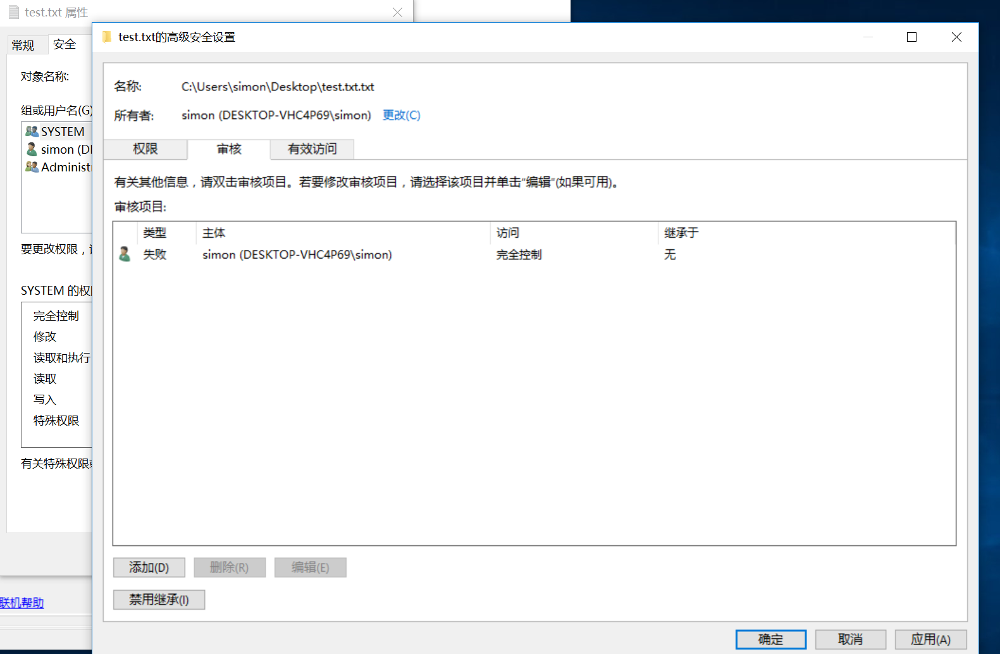 test.txt 属性
常规
安全
对象名称:
组或用户名(G)
SYSTEM
simon (DE
Administr
要更改权限，
SYSTEM 的权
完全控制
修改
读取和执行
读取
写入
特殊权限
有关特殊权限
联机帮助
test.txt的高级安全设置
名称: C:\Users\simon\Desktop\test.txt.txt
所有者: simon (DESKTOP-VHC4P69\simon) 更改(C)
权限 审核 有效访问
有关其他信息，请双击审核项目。若要修改审核项目，请选择该项目并单击“编辑”(如果可用)。
审核项目:
类型 主体 访问 继承于
失败 simon (DESKTOP-VHC4P69\simon) 完全控制 无
添加(D) 删除(R) 编辑(E)
禁用继承(I)
确定 取消 应用(A)